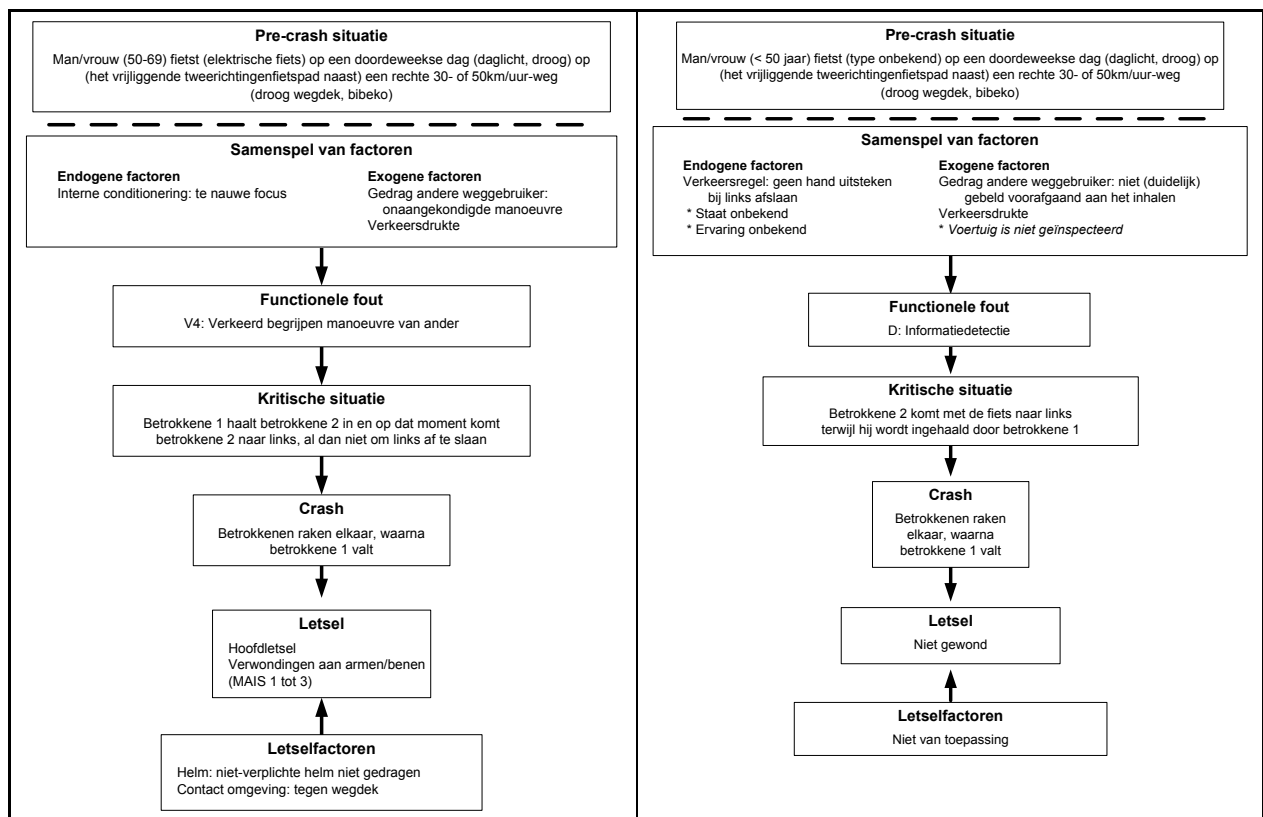 Pre-crash situatie
Man/vrouw (50-69) fietst (elektrische fiets) op een doordeweekse dag (daglicht, droog) op
(het vrijliggende tweerichtingenfietspad naast) een rechte 30- of 50km/uur-weg
(droog wegdek, bibeko)
Samenspel van factoren
Endogene factoren
Interne conditionering: te nauwe focus
Exogene factoren
Gedrag andere weggebruiker:
onaangekondigde manoeuvre
Verkeersdrukte
Functionele fout
V4: Verkeerd begrijpen manoeuvre van ander
Kritische situatie
Betrokkene 1 haalt betrokkene 2 in en op dat moment komt
betrokkene 2 naar links, al dan niet om links af te slaan
Crash
Betrokkenen raken elkaar, waarna
betrokkene 1 valt
Letsel
Hoofdletsel
Verwondingen aan armen/benen
(MAIS 1 tot 3)
Letselfactoren
Helm: niet-verplichte helm niet gedragen
Contact omgeving: tegen wegdek
Pre-crash situatie
Man/vrouw (< 50 jaar) fietst (type onbekend) op een doordeweekse dag (daglicht, droog) op
(het vrijliggende tweerichtingenfietspad naast) een rechte 30- of 50km/uur-weg
(droog wegdek, bibeko)
Samenspel van factoren
Endogene factoren
Verkeersregel: geen hand uitsteken
bij links afslaan
* Staat onbekend
* Ervaring onbekend
Exogene factoren
Gedrag andere weggebruiker: niet (duidelijk)
gebeld voorafgaand aan het inhalen
Verkeersdrukte
* Voertuig is niet geïnspecteerd
Functionele fout
D: Informatiedetectie
Kritische situatie
Betrokkene 2 komt met de fiets naar links
terwijl hij wordt ingehaald door betrokkene 1
Crash
Betrokkenen raken
elkaar, waarna
betrokkene 1 valt
Letsel
Niet gewond
Letselfactoren
Niet van toepassing